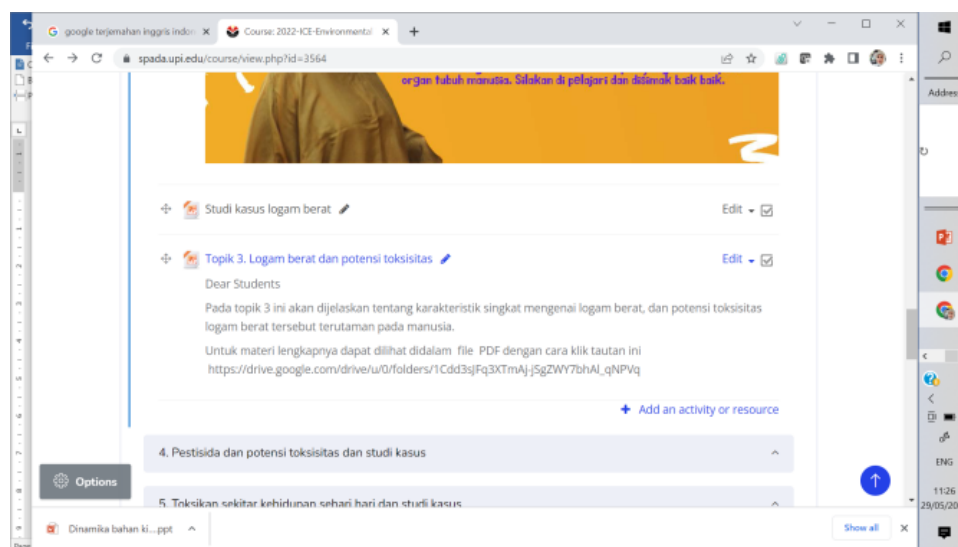 google terjemahan inggris indon
Course: 2022-ICE-Environmental
spada.upi.edu/course/view.php?id=3564
organ tubuh manusia. Silakan di pelajari dan disimak baik baik.
Addres
Studi kasus logam berat
Edit
Topik 3. Logam berat dan potensi toksisitas
Edit
Dear Students
Pada topik 3 ini akan dijelaskan tentang karakteristik singkat mengenai logam berat, dan potensi toksisitas
logam berat tersebut terutaman pada manusia.
Untuk materi lengkapnya dapat dilihat didalam file PDF dengan cara klik tautan ini
https://drive.google.com/drive/u/0/folders/1Cdd3sJFq3XTmAj-jSgZWY7bhAl_qNPVq
+ Add an activity or resource
4. Pestisida dan potensi toksisitas dan studi kasus
Options
5. Toksikan sekitar kehidupan sehari hari dan studi kasus
ENG
11:26
29/05/20
Dinamika bahan ki....ppt
Show all